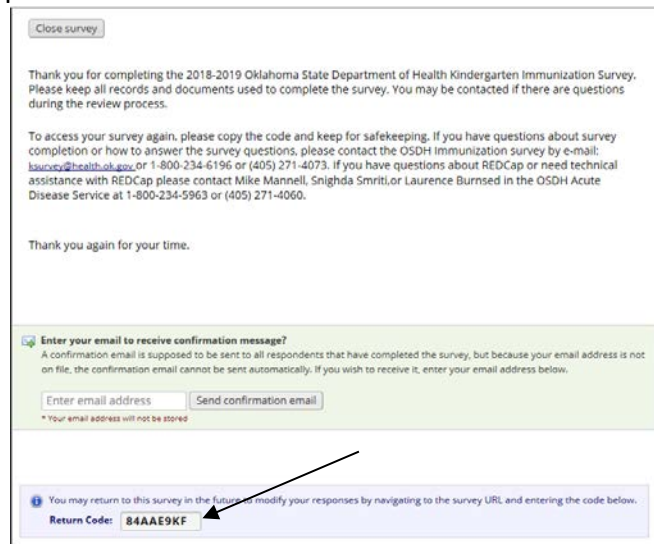 Close survey
Thank you for completing the 2018-2019 Oklahoma State Department of Health Kindergarten Immunization Survey.
Please keep all records and documents used to complete the survey. You may be contacted if there are questions
during the review process.
To access your survey again, please copy the code and keep for safekeeping. If you have questions about survey
completion or how to answer the survey questions, please contact the OSDH Immunization survey by e-mail:
ksurvey@health.ok.gov or 1-800-234-6196 or (405) 271-4073. If you have questions about REDCap or need technical
assistance with REDCap please contact Mike Mannell, Snighda Smriti,or Laurence Burnsed in the OSDH Acute
Disease Service at 1-800-234-5963 or (405) 271-4060.
Thank you again for your time.
Enter your email to receive confirmation message?
A confirmation email is supposed to be sent to all respondents that have completed the survey, but because your email address is not
on file, the confirmation email cannot be sent automatically. If you wish to receive it, enter your email address below.
Enter email address Send confirmation email
* Your email address will not be stored
You may return to this survey in the future to modify your responses by navigating to the survey URL and entering the code below.
Return Code: 84AAE9KF